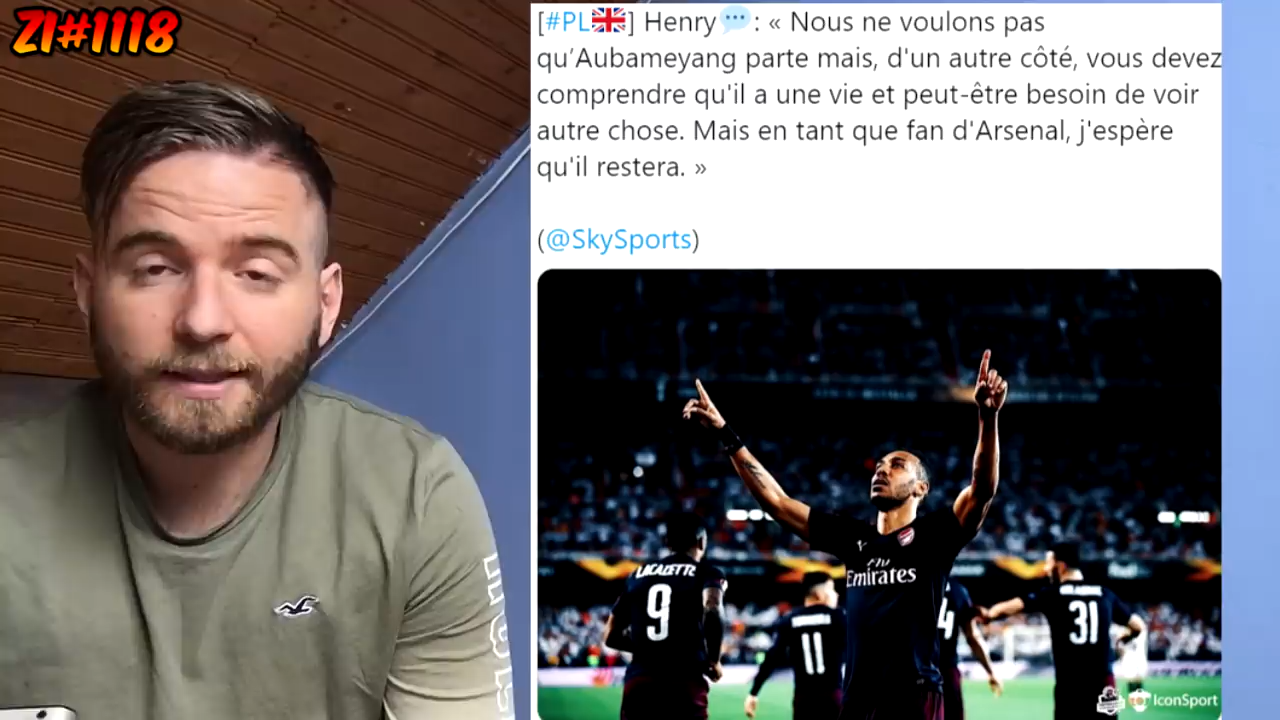 ZI#1118
[#PL🇬🇧] Henry💬: « Nous ne voulons pas
qu’Aubameyang parte mais, d'un autre côté, vous devez
comprendre qu'il a une vie et peut-être besoin de voir
autre chose. Mais en tant que fan d'Arsenal, j'espère
qu'il restera. »
(@SkySports)
LACAZETTE
9
11
Fly
Emirates
4
31
IconSport